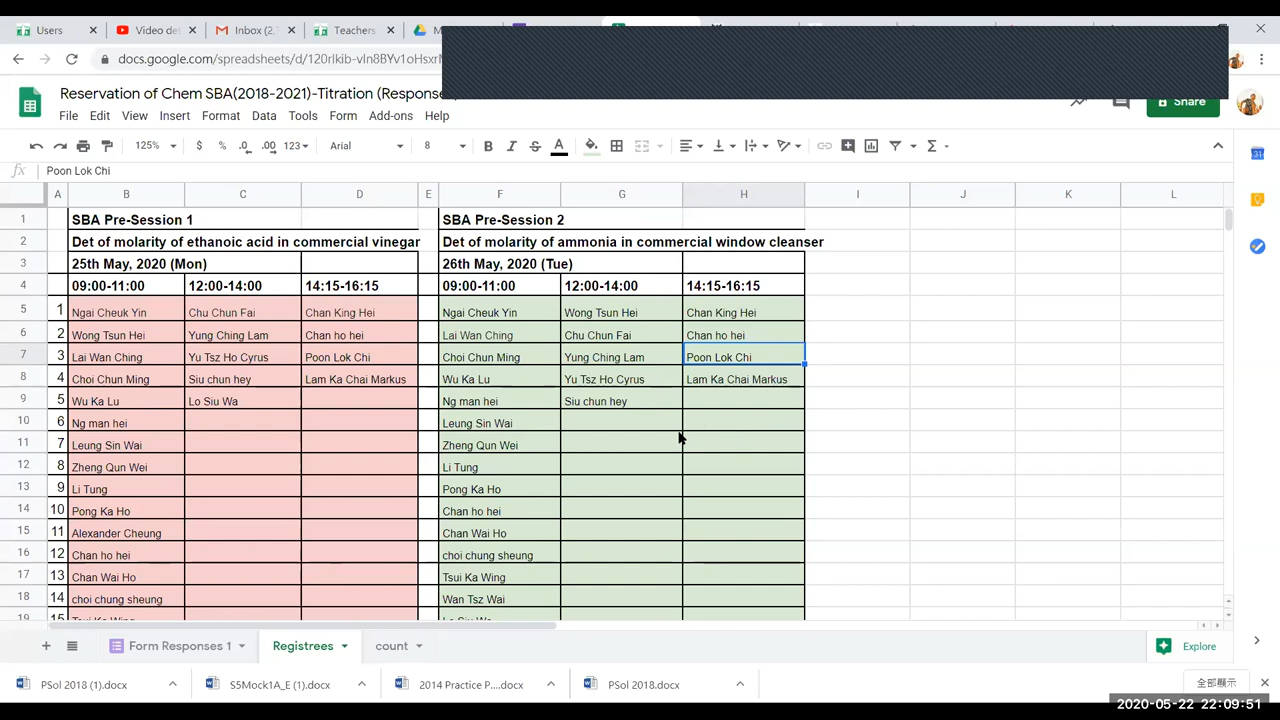 Users
Video de
Inbox (2,
Teachers
M
docs.google.com/spreadsheets/d/120rIkib-vIn8BYv1oHsxr
Reservation of Chem SBA(2018-2021)-Titration (Respons
Share
File Edit View Insert Format Data Tools Form Add-ons Help
125% $ % .0 .00 123 Arial 8 B I S A
fx Poon Lok Chi
A B C D E F G H I J K L
1 SBA Pre-Session 1 SBA Pre-Session 2
2 Det of molarity of ethanoic acid in commercial vinegar Det of molarity of ammonia in commercial window cleanser
3 25th May, 2020 (Mon) 26th May, 2020 (Tue)
4 09:00-11:00 12:00-14:00 14:15-16:15 09:00-11:00 12:00-14:00 14:15-16:15
5 1 Ngai Cheuk Yin Chu Chun Fai Chan King Hei Ngai Cheuk Yin Wong Tsun Hei Chan King Hei
6 2 Wong Tsun Hei Yung Ching Lam Chan ho hei Lai Wan Ching Chu Chun Fai Chan ho hei
7 3 Lai Wan Ching Yu Tsz Ho Cyrus Poon Lok Chi Choi Chun Ming Yung Ching Lam Poon Lok Chi
8 4 Choi Chun Ming Siu chun hey Lam Ka Chai Markus Wu Ka Lu Yu Tsz Ho Cyrus Lam Ka Chai Markus
9 5 Wu Ka Lu Lo Siu Wa Ng man hei Siu chun hey
10 6 Ng man hei Leung Sin Wai
11 7 Leung Sin Wai Zheng Qun Wei
12 8 Zheng Qun Wei Li Tung
13 9 Li Tung Pong Ka Ho
14 10 Pong Ka Ho Chan ho hei
15 11 Alexander Cheung Chan Wai Ho
16 12 Chan ho hei choi chung sheung
17 13 Chan Wai Ho Tsui Ka Wing
18 14 choi chung sheung Wan Tsz Wai
19 15 Tsui Ka Wing Lo Siu Wa
Form Responses 1 Registrees count Explore
PSol 2018 (1).docx S5Mock1A_E (1).docx 2014 Practice P....docx PSol 2018.docx 全部顯示
2020-05-22 22:09:51